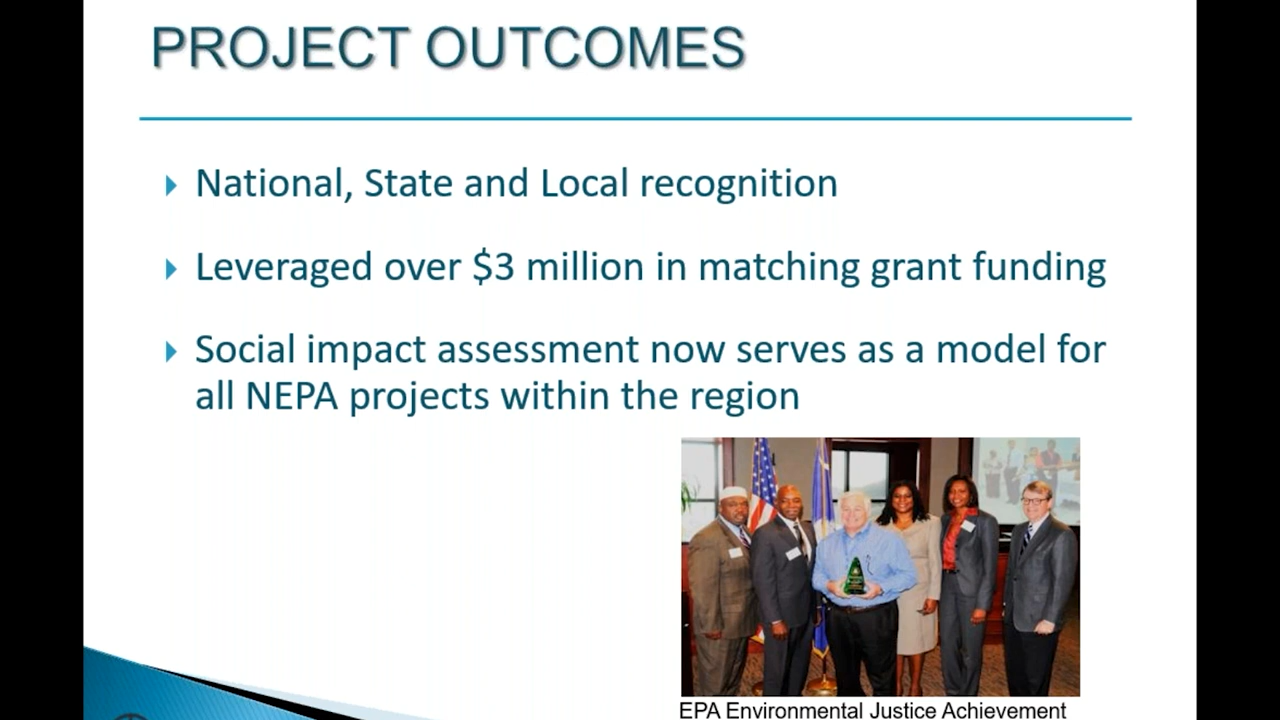 PROJECT OUTCOMES
National, State and Local recognition
Leveraged over $3 million in matching grant funding
Social impact assessment now serves as a model for
all NEPA projects within the region
EPA Environmental Justice Achievement